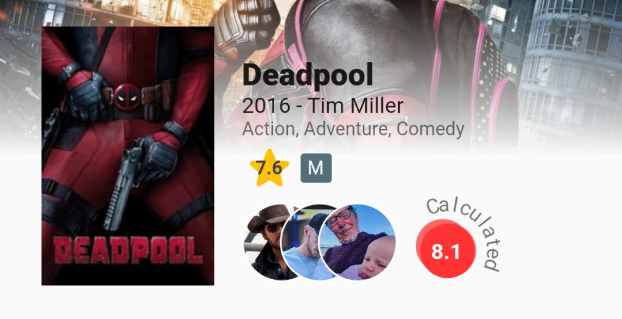 DEADPOOL
Deadpool
2016 - Tim Miller
Action, Adventure, Comedy
7.6 M
Calculated
8.1